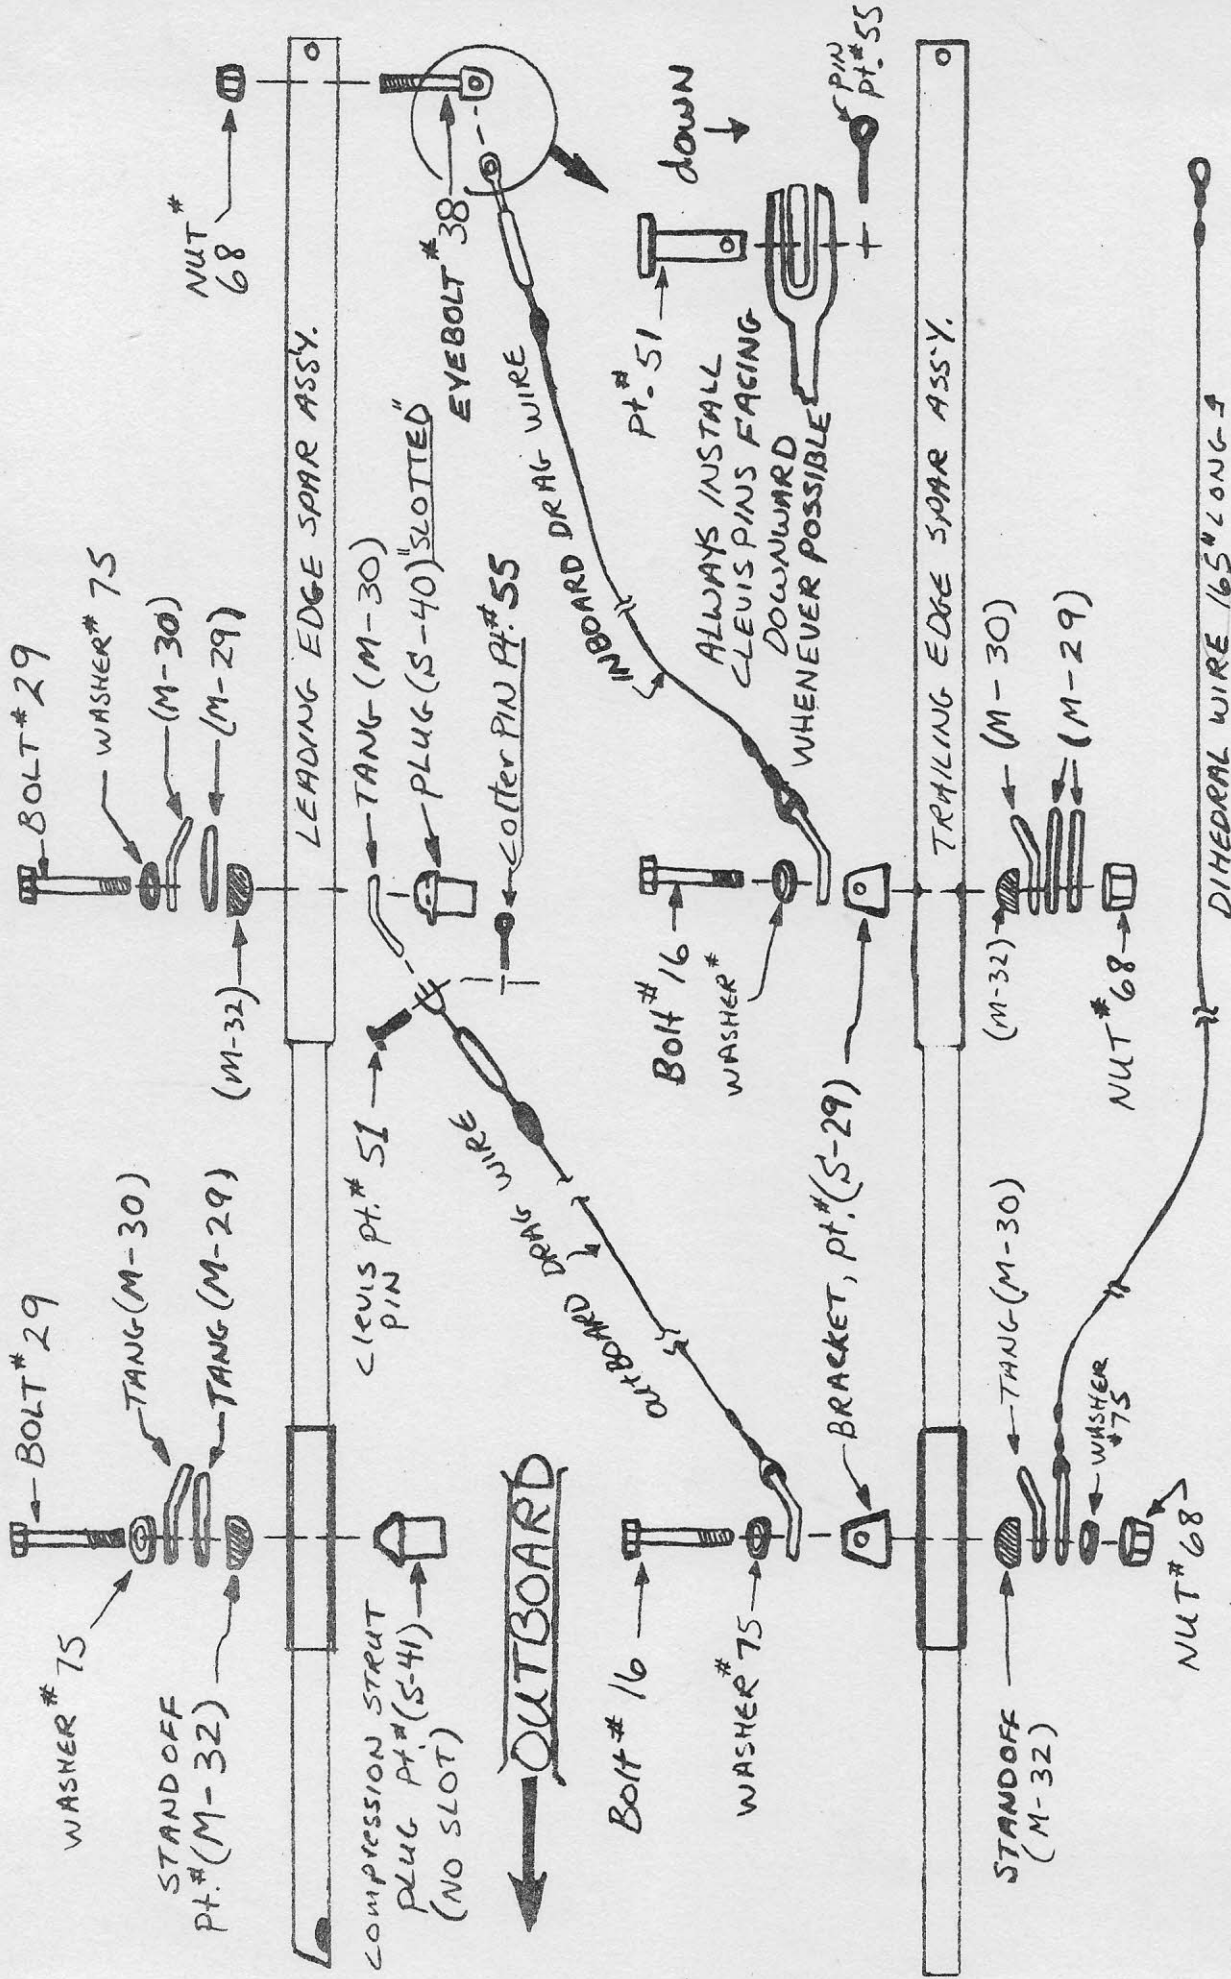 BOLT #29
WASHER #75
TANG (M-30)
TANG (M-29)
STANDOFF
Pt.# (M-32)
BOLT #29
WASHER #75
(M-30)
(M-29)
(M-32)
NUT #
68
LEADING EDGE SPAR ASS'Y.
COMPRESSION STRUT
PLUG Pt# (S-41)
(NO SLOT)
Clevis Pt.# 51
PIN
TANG (M-30)
PLUG (S-40) "SLOTTED"
Cotter PIN Pt.# 55
EYEBOLT #38
OUTBOARD
OUTBOARD DRAG WIRE
INBOARD DRAG WIRE
Pt.# 51
down
PIN
Pt.# 55
ALWAYS INSTALL
CLEVIS PINS FACING
DOWNWARD
WHENEVER POSSIBLE
Bolt #16
WASHER #75
Bolt #16
WASHER #
BRACKET, Pt.# (S-29)
TRAILING EDGE SPAR ASS'Y.
STANDOFF
(M-32)
TANG (M-30)
WASHER
#75
NUT #68
(M-32)
(M-30)
(M-29)
NUT #68
DIHEDRAL WIRE 165" LONG